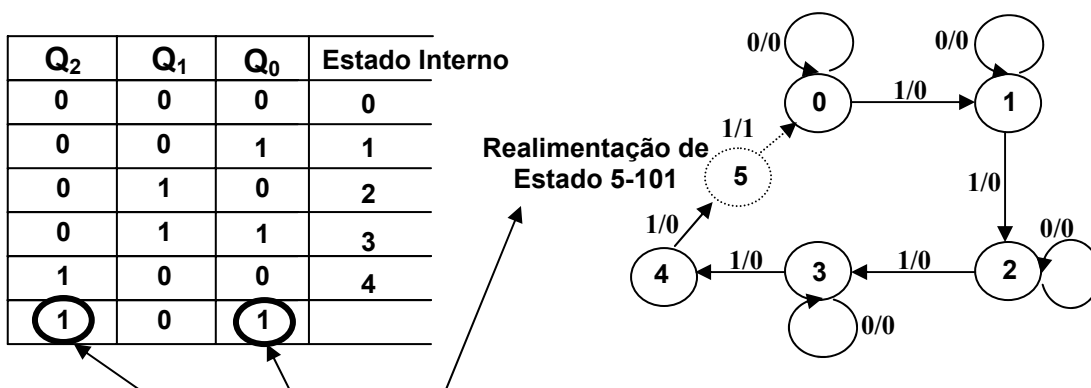 Q2 Q1 Q0 Estado Interno
0 0 0 0
0 0 1 1
0 1 0 2
0 1 1 3
1 0 0 4
1 0 1
Realimentação de
Estado 5-101
0/0 0/0
0 1/0 1
1/1
5
1/0
1/0 0/0
4 1/0 3 1/0 2
0/0